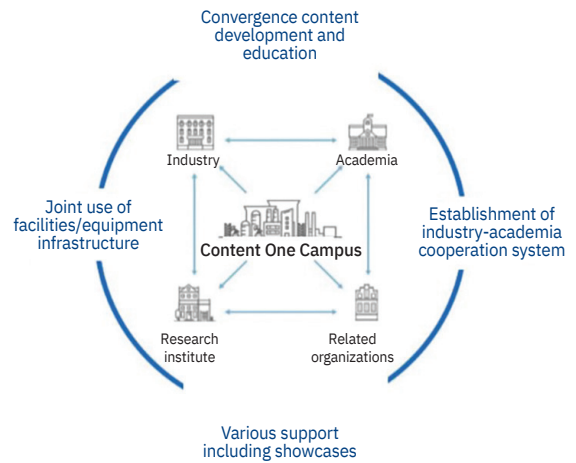 Convergence content
development and
education
Industry
Academia
Joint use of
facilities/equipment
infrastructure
Content One Campus
Establishment of
industry-academia
cooperation system
Research
institute
Related
organizations
Various support
including showcases